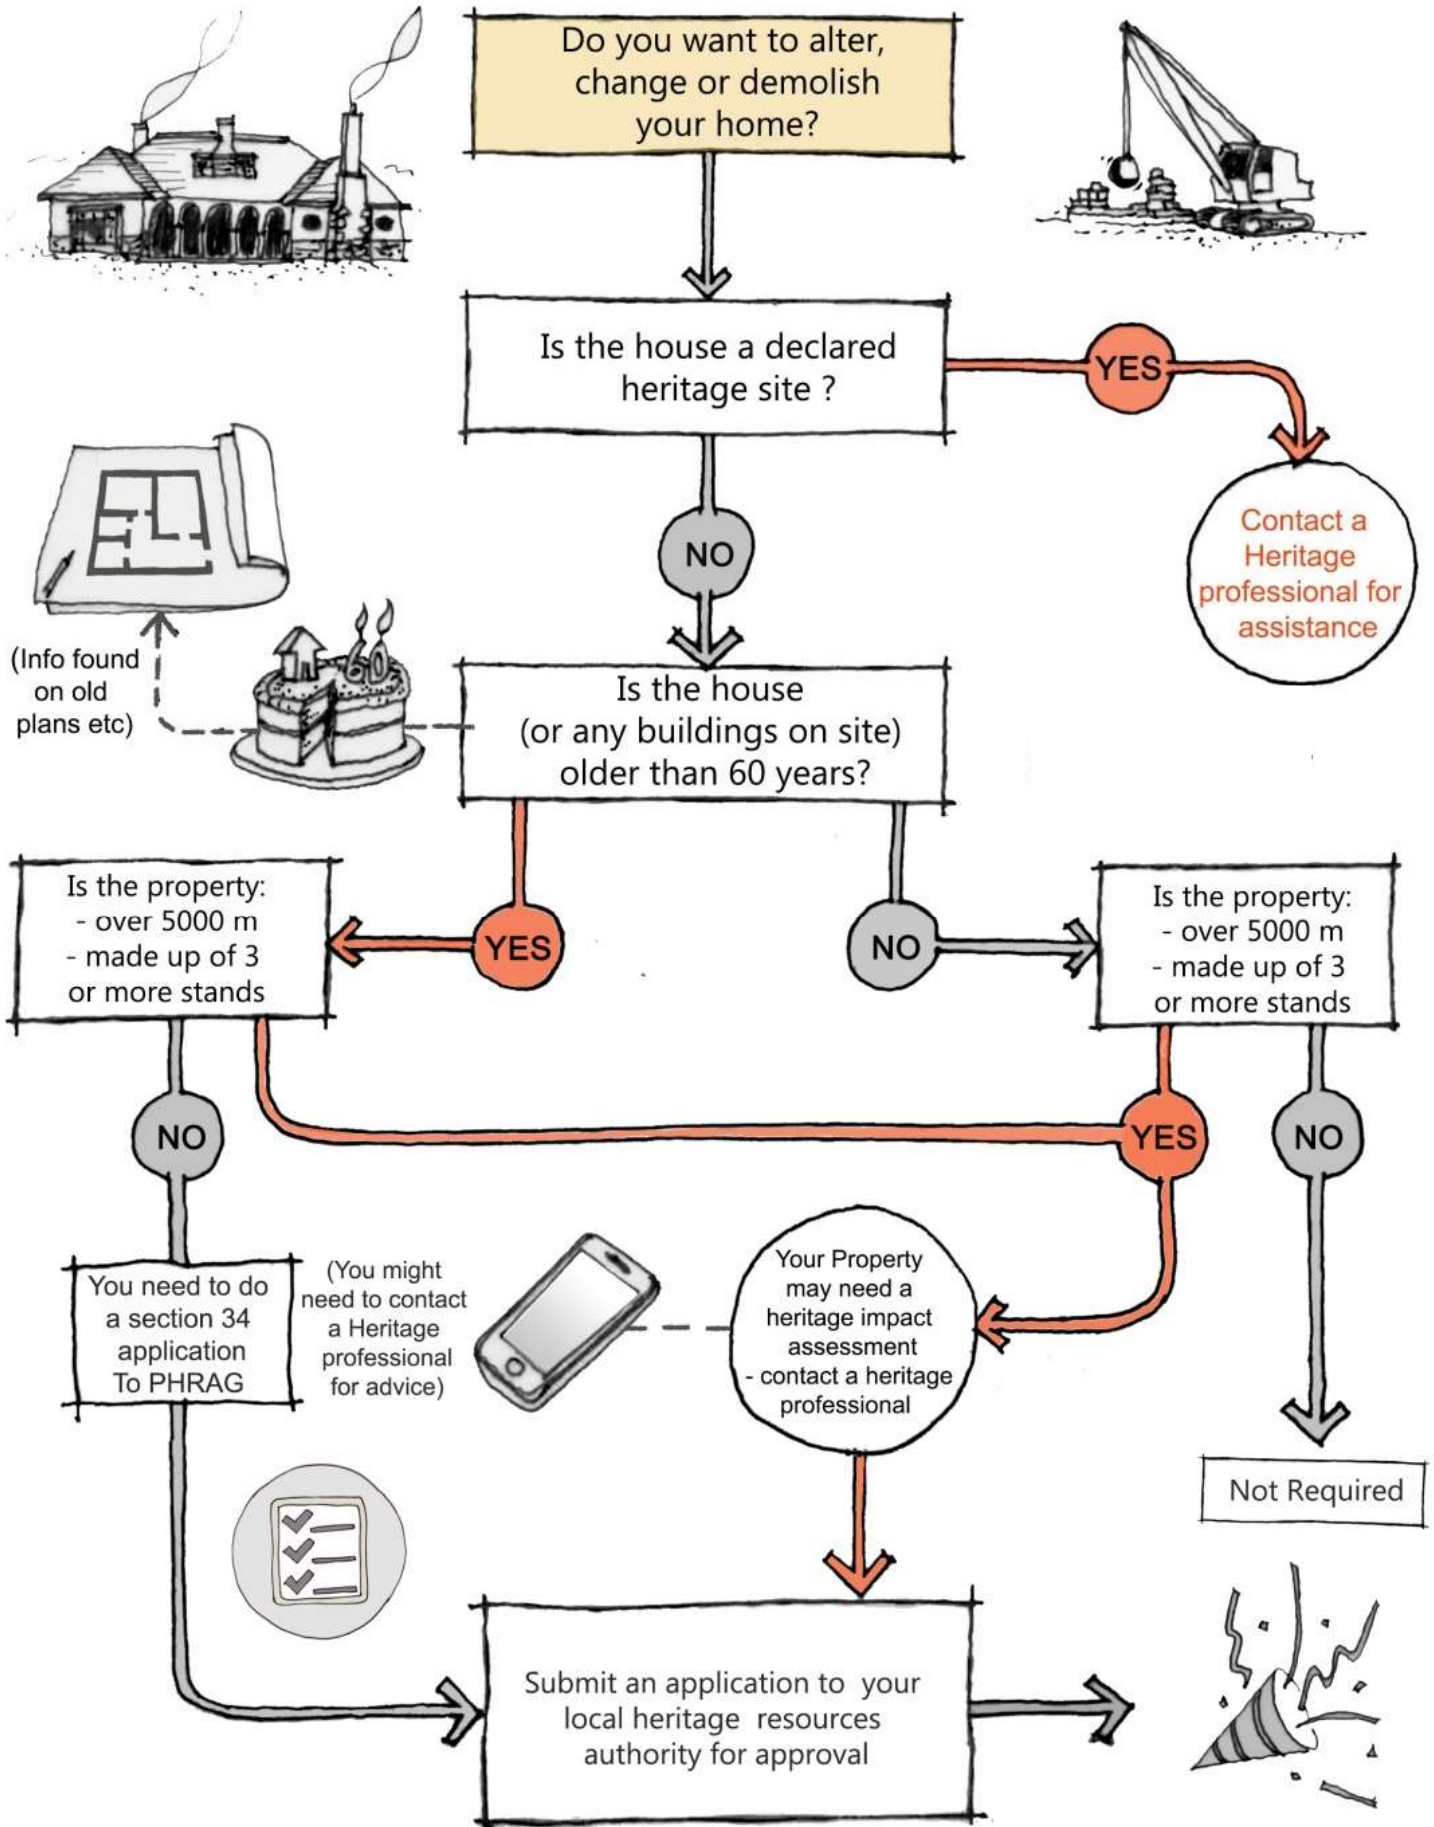 Do you want to alter,
change or demolish
your home?
Is the house a declared
heritage site ?
YES
Contact a
Heritage
professional for
assistance
NO
60
(Info found
on old
plans etc)
Is the house
(or any buildings on site)
older than 60 years?
Is the property:
- over 5000 m
- made up of 3
or more stands
YES
NO
Is the property:
- over 5000 m
- made up of 3
or more stands
NO
YES
NO
You need to do
a section 34
application
To PHRAG
(You might
need to contact
a Heritage
professional
for advice)
Your Property
may need a
heritage impact
assessment
- contact a heritage
professional
Not Required
Submit an application to  your
local heritage  resources
authority for approval